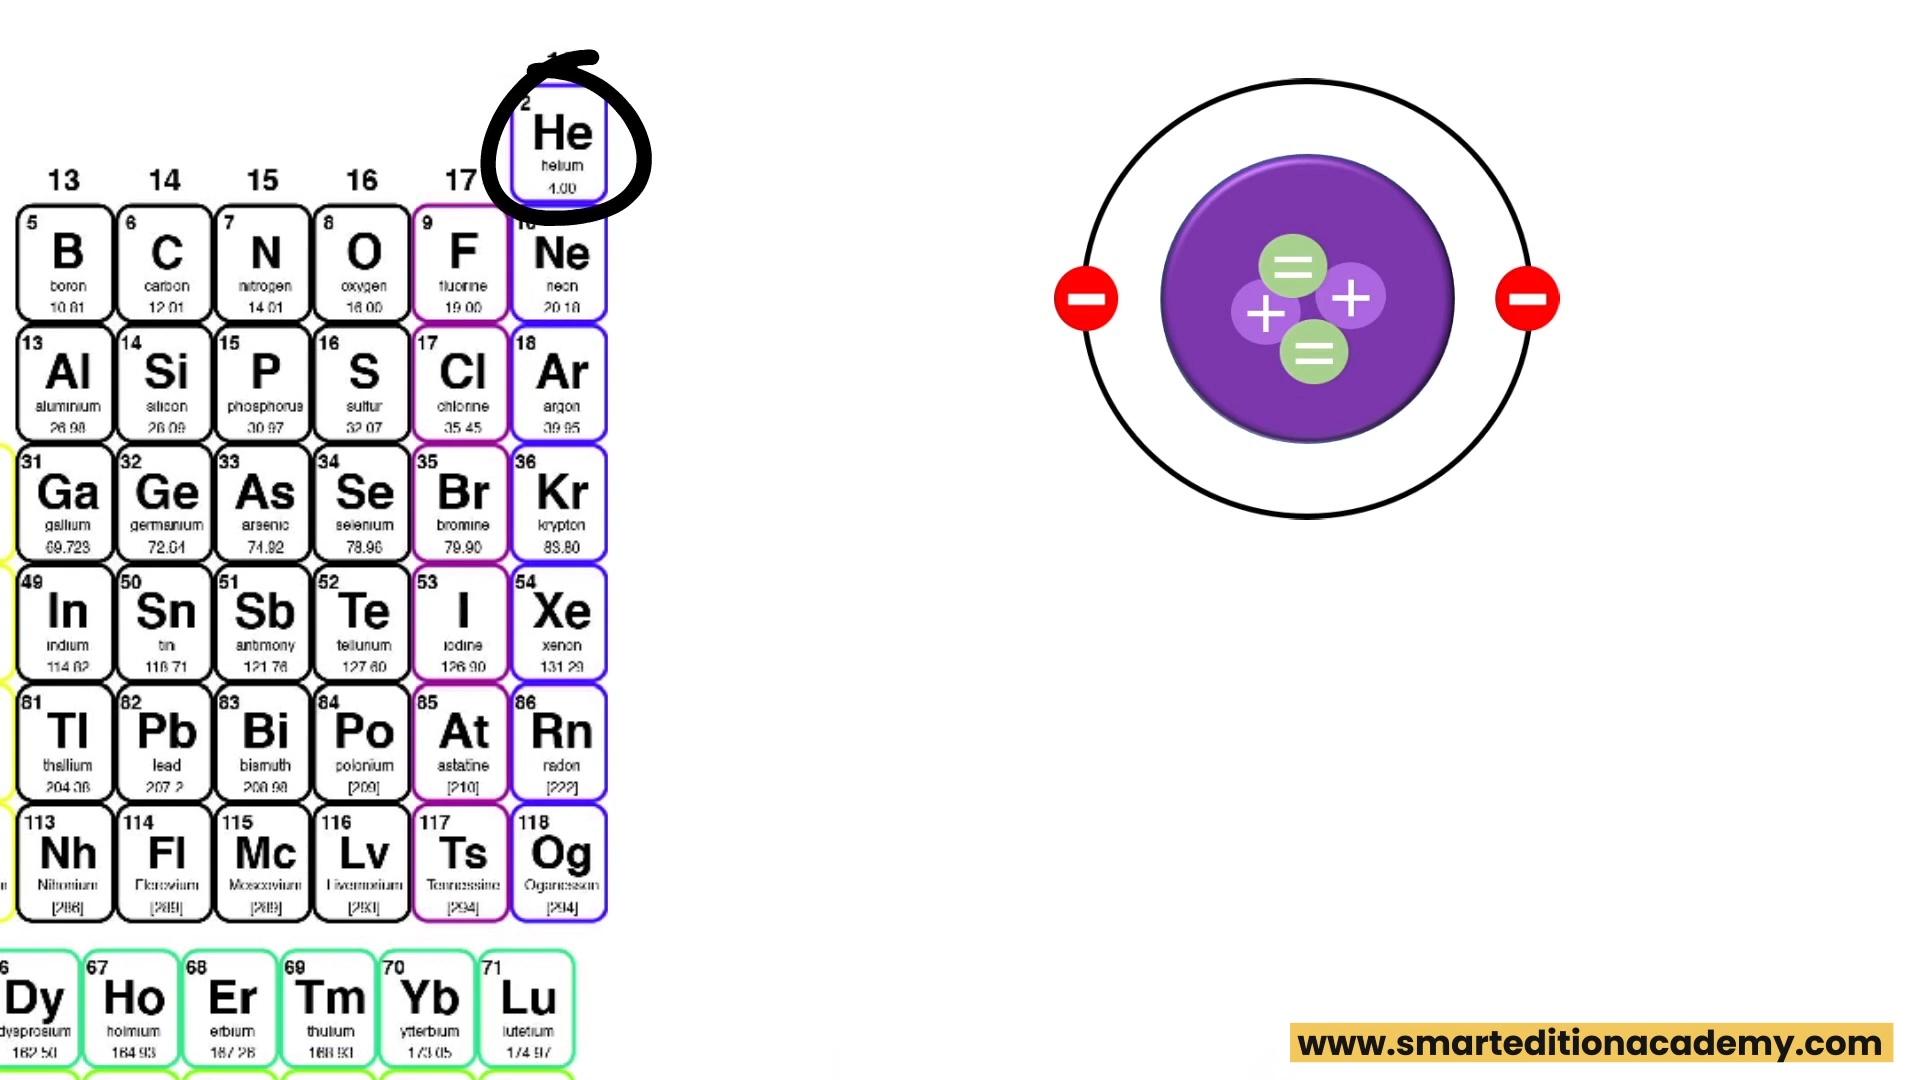 2
He
helium
4.00
13 14 15 16 17
5 6 7 8 9 10
B C N O F Ne
boron carbon nitrogen oxygen fluorine neon
10.81 12.01 14.01 16.00 19.00 20.18
13 14 15 16 17 18
Al Si P S Cl Ar
aluminium silicon phosphorus sulfur chlorine argon
26.98 28.09 30.97 32.07 35.45 39.95
31 32 33 34 35 36
Ga Ge As Se Br Kr
gallium germanium arsenic selenium bromine krypton
69.723 72.64 74.92 78.96 79.90 83.80
49 50 51 52 53 54
In Sn Sb Te I Xe
indium tin antimony tellurium iodine xenon
114.82 118.71 121.76 127.60 126.90 131.29
81 82 83 84 85 86
Tl Pb Bi Po At Rn
thallium lead bismuth polonium astatine radon
204.38 207.2 208.98 [209] [210] [222]
113 114 115 116 117 118
Nh Fl Mc Lv Ts Og
Nihonium Flerovium Moscovium Livermorium Tennessine Oganesson
[286] [289] [289] [293] [294] [294]
6 67 68 69 70 71
Dy Ho Er Tm Yb Lu
dysprosium holmium erbium thulium ytterbium lutetium
162.50 164.93 167.26 168.93 173.05 174.97
+ +
www.smarteditionacademy.com